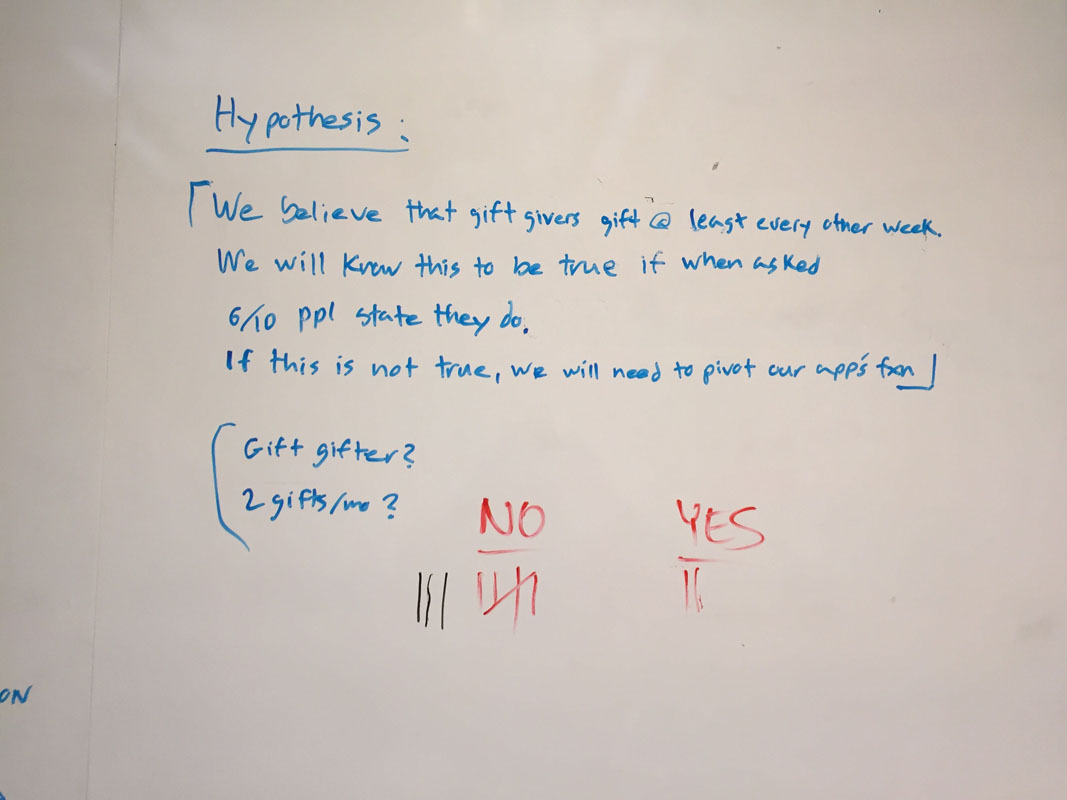 Hypothesis:
「We believe that gift givers gift @ least every other week.
We will know this to be true if when asked
6/10 ppl state they do.
If this is not true, we will need to pivot our app's fxn」
Gift gifter?
2 gifts/mo?
NO YES
ON